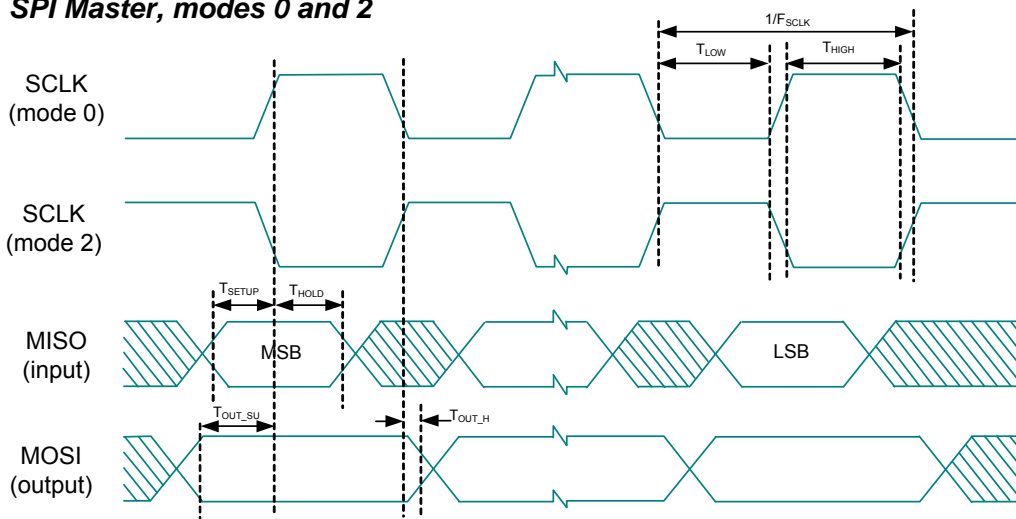 SPI Master, modes 0 and 2
1/FSCLK
TLOW
THIGH
SCLK
(mode 0)
SCLK
(mode 2)
TSETUP
THOLD
MISO
(input)
MSB
LSB
TOUT_SU
TOUT_H
MOSI
(output)